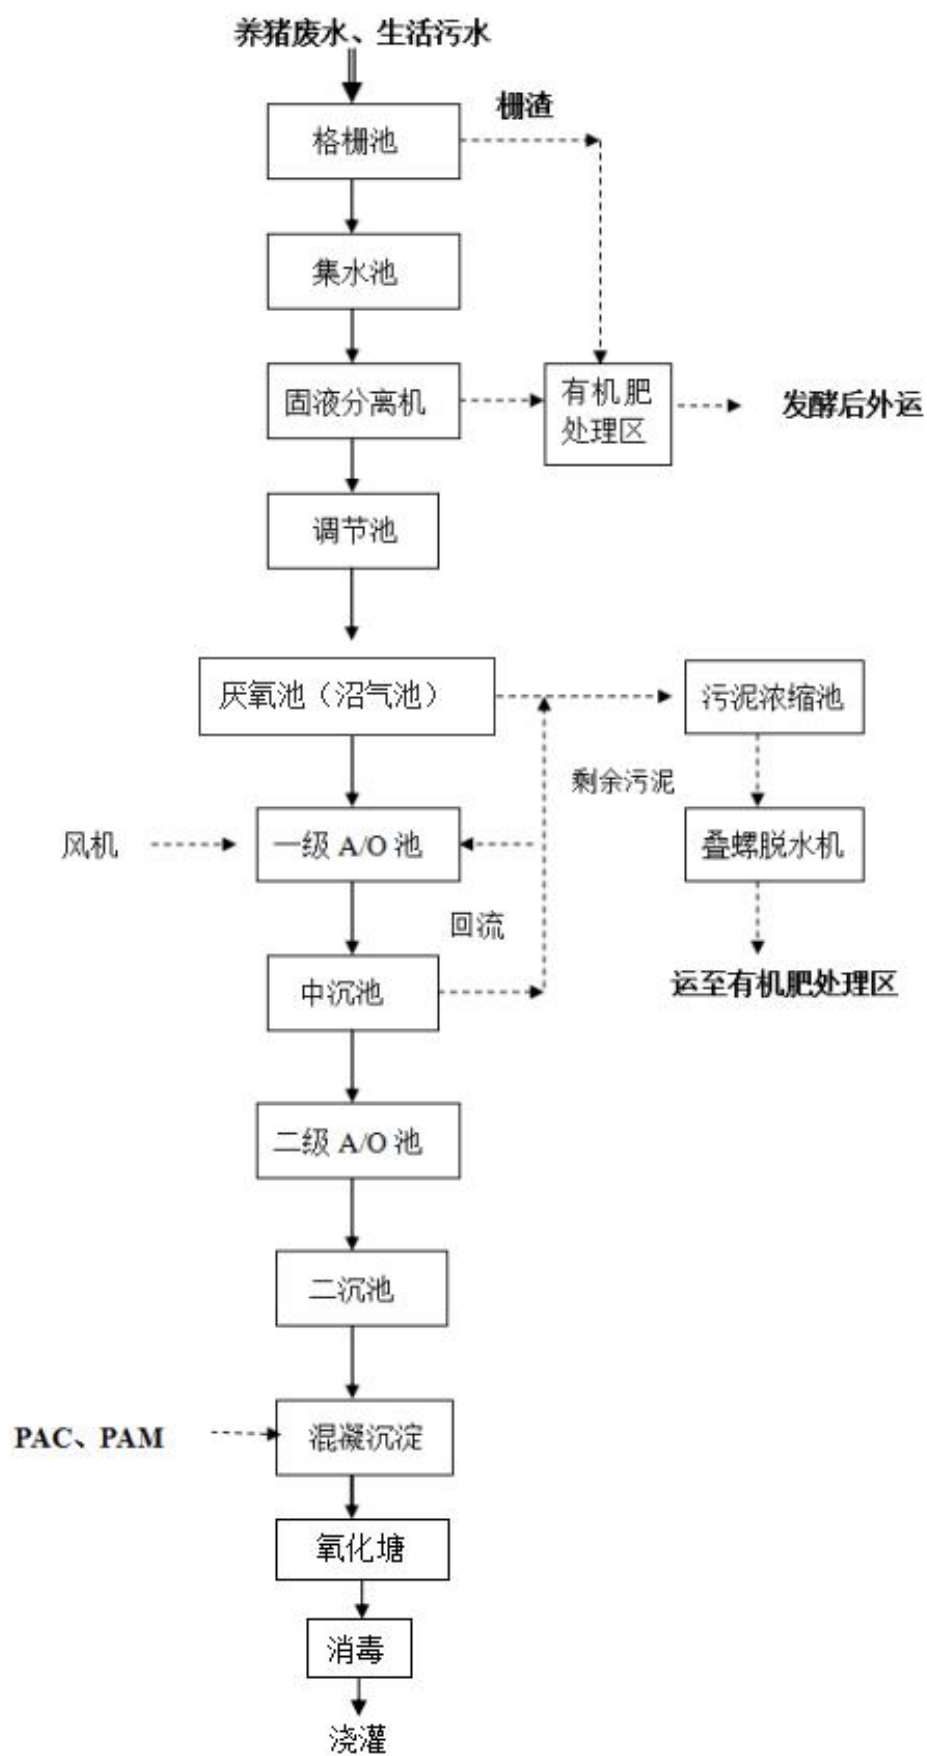 养猪废水、生活污水
栅渣
格栅池
集水池
固液分离机
有机肥
处理区
发酵后外运
调节池
厌氧池（沼气池）
污泥浓缩池
剩余污泥
风机
一级 A/O 池
叠螺脱水机
回流
中沉池
运至有机肥处理区
二级 A/O 池
二沉池
PAC、PAM
混凝沉淀
氧化塘
消毒
浇灌